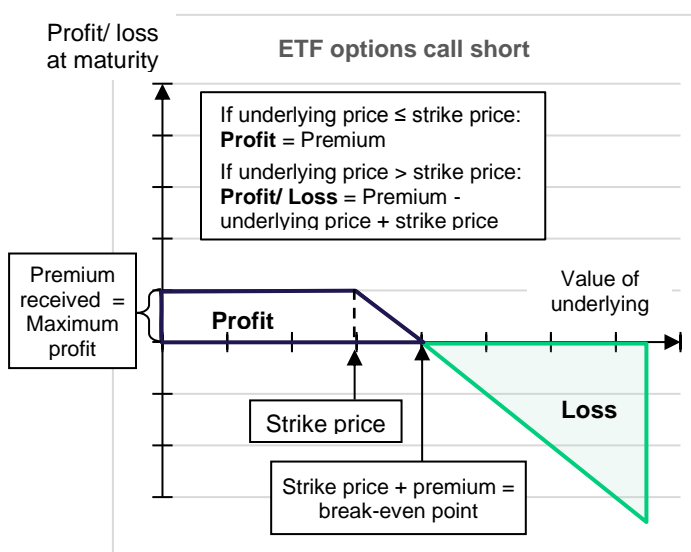 Profit/ loss
at maturity
ETF options call short
If underlying price ≤ strike price:
Profit = Premium
If underlying price > strike price:
Profit/ Loss = Premium -
underlying price + strike price
Premium
received =
Maximum
profit
Profit
Value of
underlying
Strike price
Loss
Strike price + premium =
break-even point